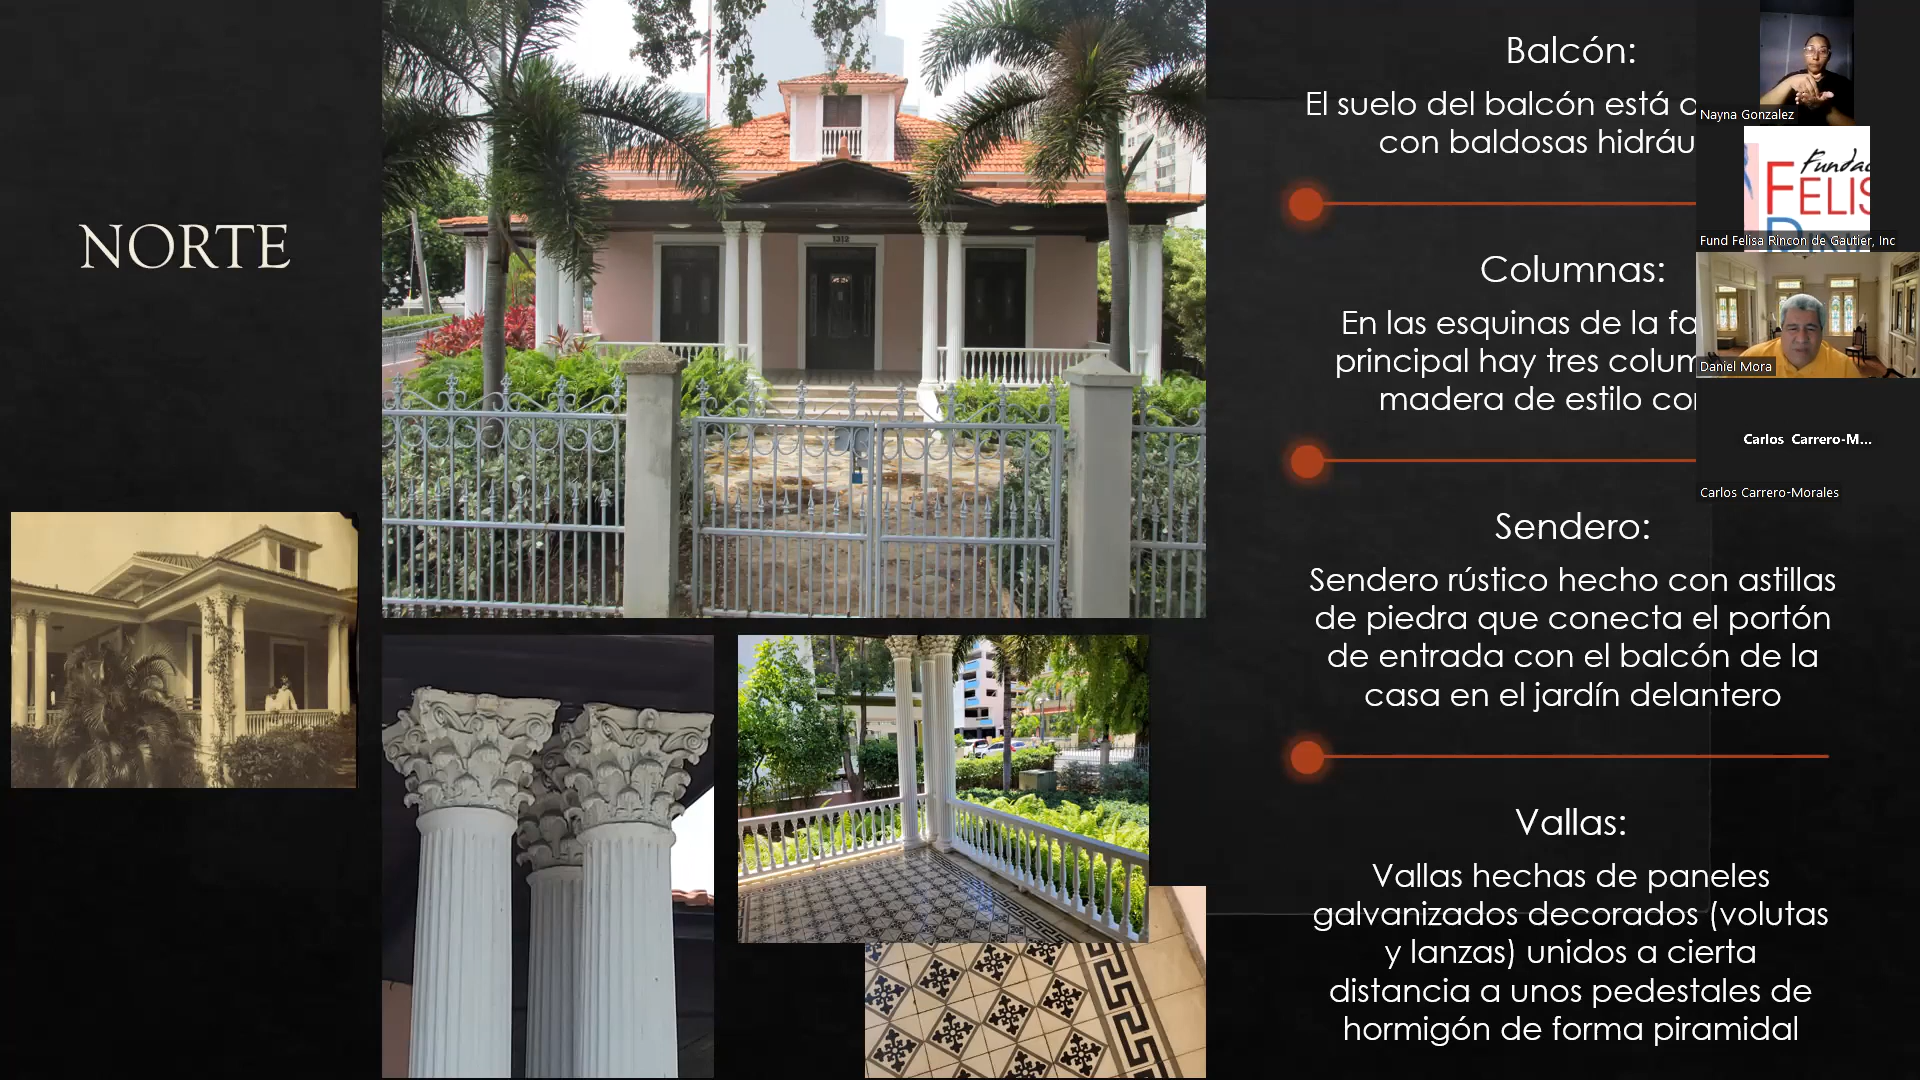 NORTE
1312
Balcón:
El suelo del balcón está
con baldosas
Columnas:
En las esquinas de la
principal hay tres
madera de estilo
Sendero:
Sendero rústico hecho con astillas
de piedra que conecta el portón
de entrada con el balcón de la
casa en el jardín delantero
Vallas:
Vallas hechas de paneles
galvanizados decorados (volutas
y lanzas) unidos a cierta
distancia a unos pedestales de
hormigón de forma piramidal
Nayna Gonzalez
Fund Felisa Rincon de Gautier, Inc
Daniel Mora
Carlos Carrero-M...
Carlos Carrero-Morales